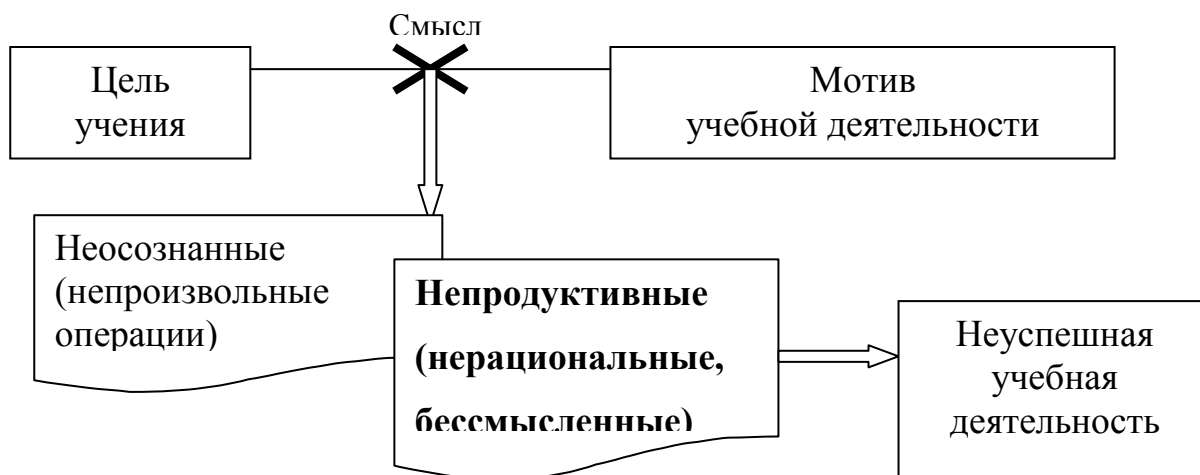 Смысл
Цель
учения
Мотив
учебной деятельности
Неосознанные
(непроизвольные
операции)
Непродуктивные
(нерациональные,
бессмысленные)
Неуспешная
учебная
деятельность